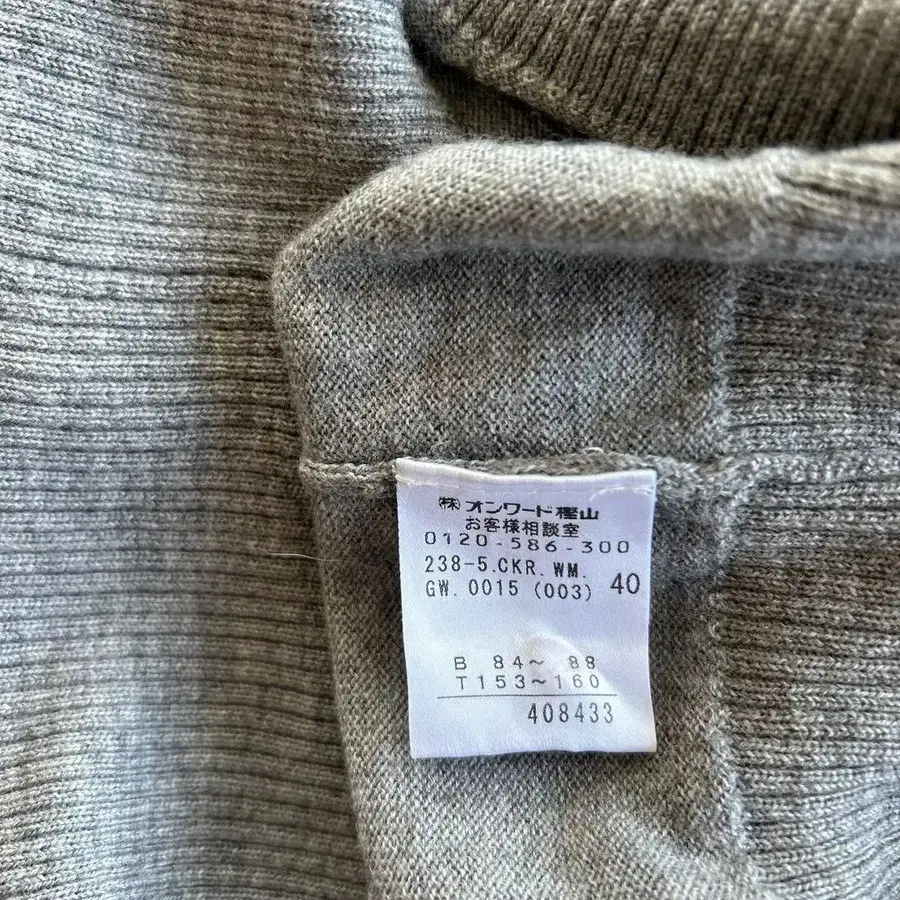 ㈱オンワード樫山
お客様相談室
0120-586-300
238-5.CKR.WM.
GW.0015 (003) 40
B 84~ 88
T153~160
408433